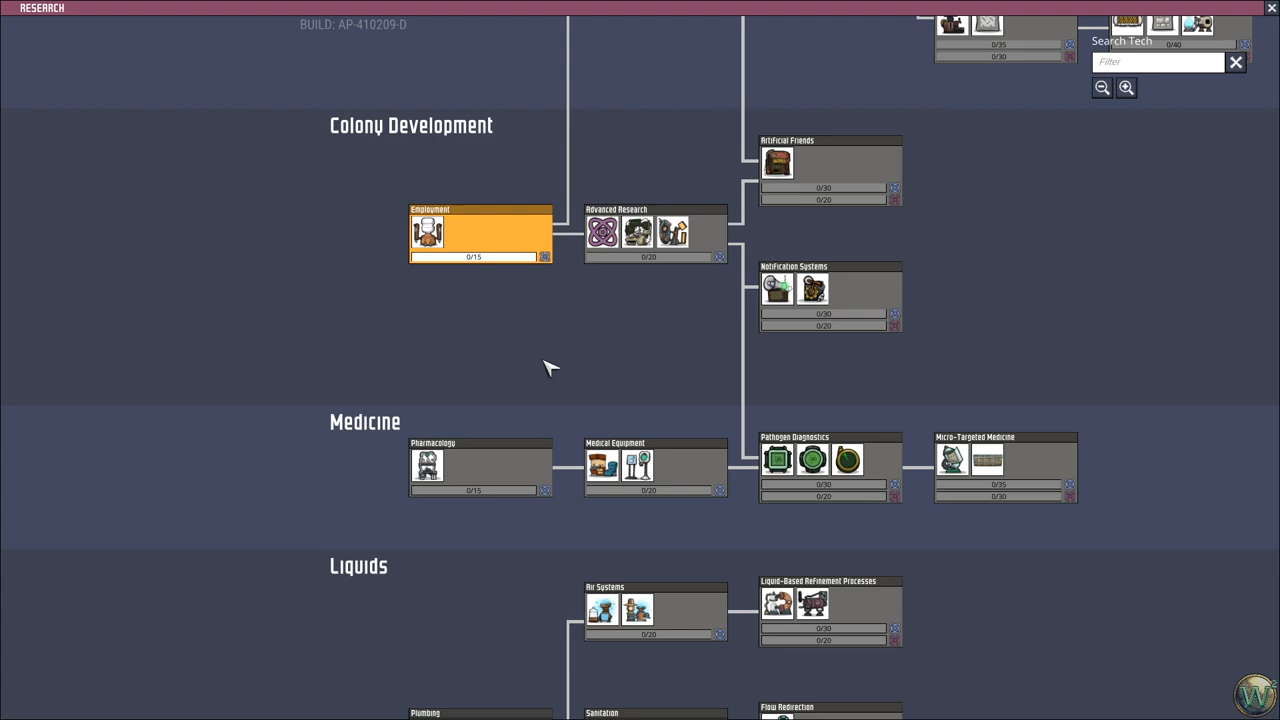 RESEARCH
BUILD: AP-410209-D
0/35
0/30
0/40
Search Tech
Filter
Colony Development
Artificial Friends
0/30
0/20
Employment
0/15
Advanced Research
0/20
Notification Systems
0/30
0/20
Medicine
Pharmacology
0/15
Medical Equipment
0/20
Pathogen Diagnostics
0/30
0/20
Micro-Targeted Medicine
0/35
0/30
Liquids
Air Systems
0/20
Liquid-Based Refinement Processes
0/30
0/20
Plumbing
Sanitation
Flow Redirection
W